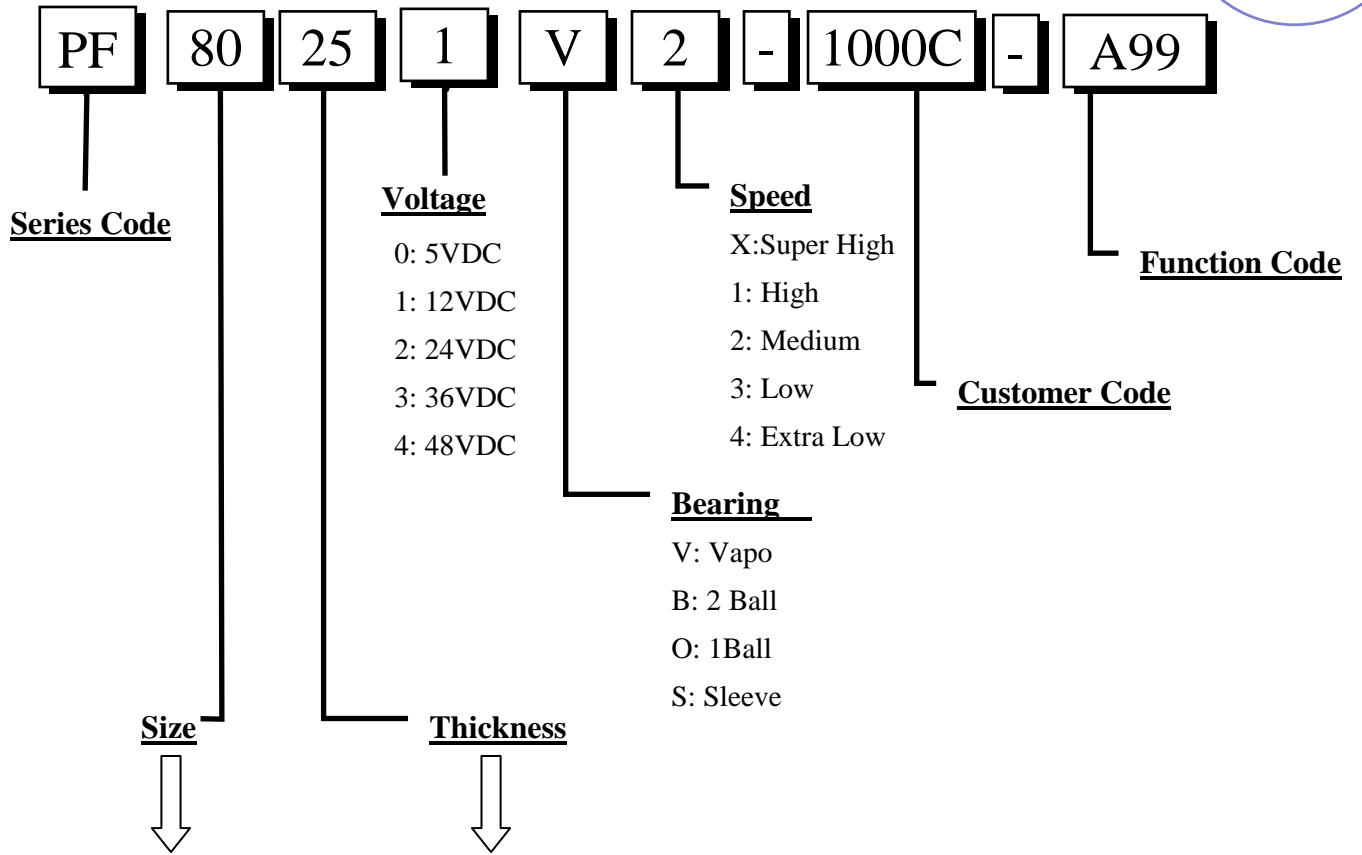 PF 80 25 1 V 2 - 1000C - A99
Series Code
Voltage
0: 5VDC
1: 12VDC
2: 24VDC
3: 36VDC
4: 48VDC
Speed
X:Super High
1: High
2: Medium
3: Low
4: Extra Low
Function Code
Customer Code
Bearing
V: Vapo
B: 2 Ball
O: 1Ball
S: Sleeve
Size
Thickness